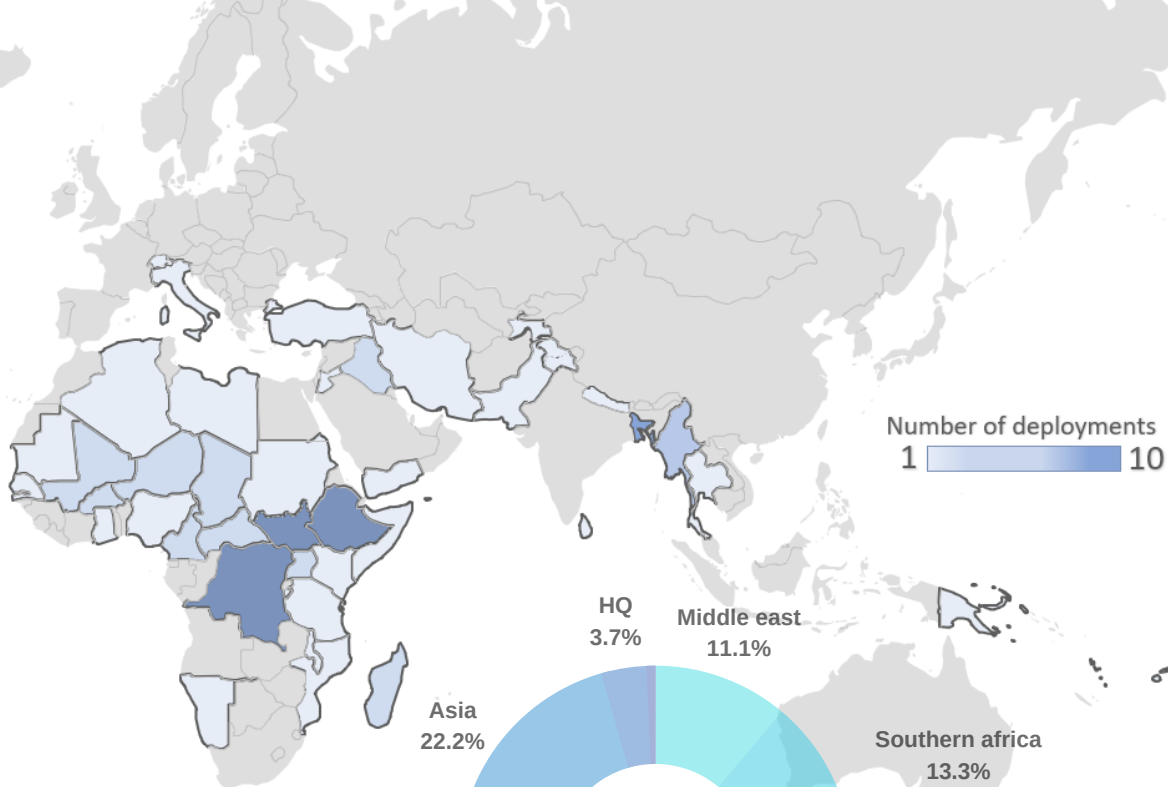 Number of deployments
1 10
HQ
3.7%
Middle east
11.1%
Asia
22.2%
Southern africa
13.3%